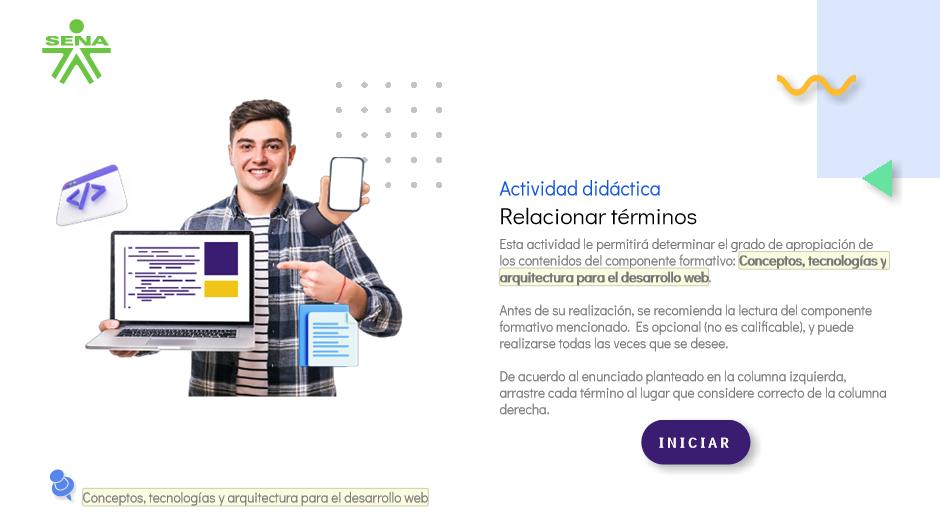 SENA
Actividad didáctica
Relacionar términos
Esta actividad le permitirá determinar el grado de apropiación de
los contenidos del componente formativo: Conceptos, tecnologías y
arquitectura para el desarrollo web.
Antes de su realización, se recomienda la lectura del componente
formativo mencionado. Es opcional (no es calificable), y puede
realizarse todas las veces que se desee.
De acuerdo al enunciado planteado en la columna izquierda,
arrastre cada término al lugar que considere correcto de la columna
derecha.
INICIAR
Conceptos, tecnologías y arquitectura para el desarrollo web